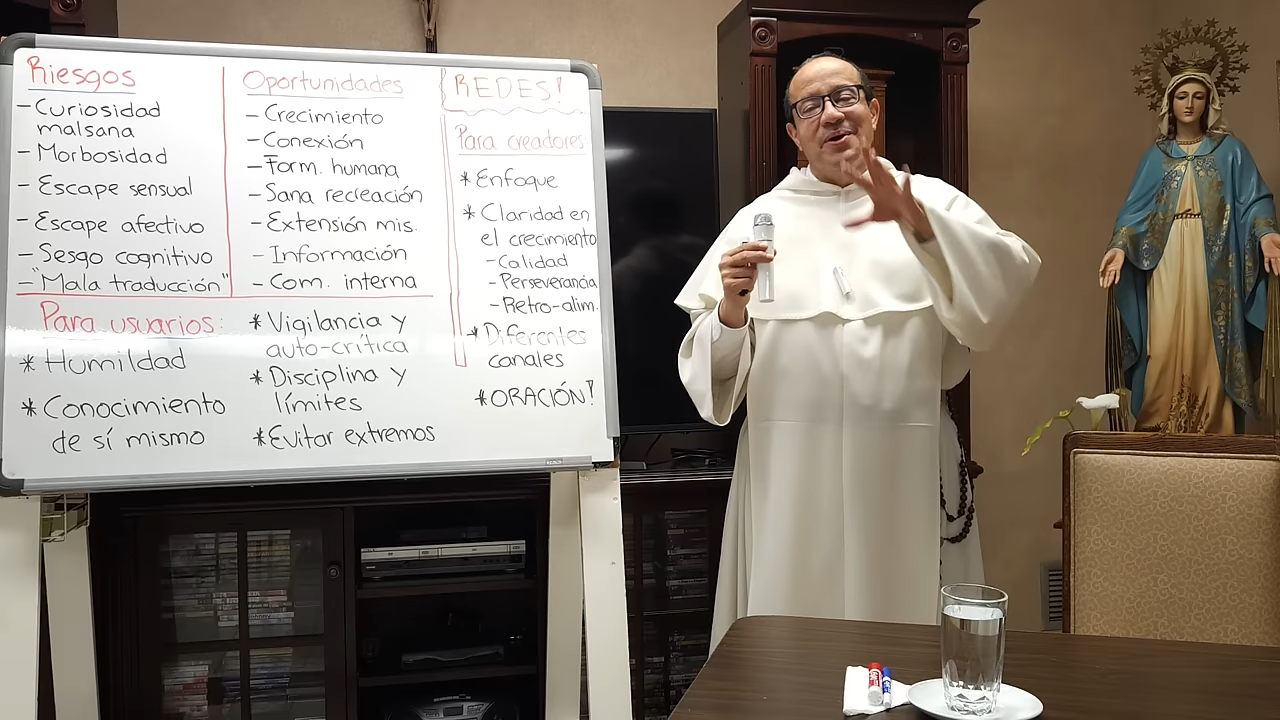 Riesgos
- Curiosidad
malsana
- Morbosidad
- Escape sensual
- Escape afectivo
- Sesgo cognitivo
- "Mala traducción"
Oportunidades
- Crecimiento
- Conexión
- Form. humana
- Sana recreación
- Extensión mis.
- Información
- Com. interna
REDES!
Para creadores
* Enfoque
* Claridad en
el crecimiento
- Calidad
- Perseverancia
- Retro-alim.
* Diferentes
canales
* ORACIÓN!
Para usuarios:
* Humildad
* Conocimiento
de sí mismo
* Vigilancia y
auto-crítica
* Disciplina y
límites
* Evitar extremos